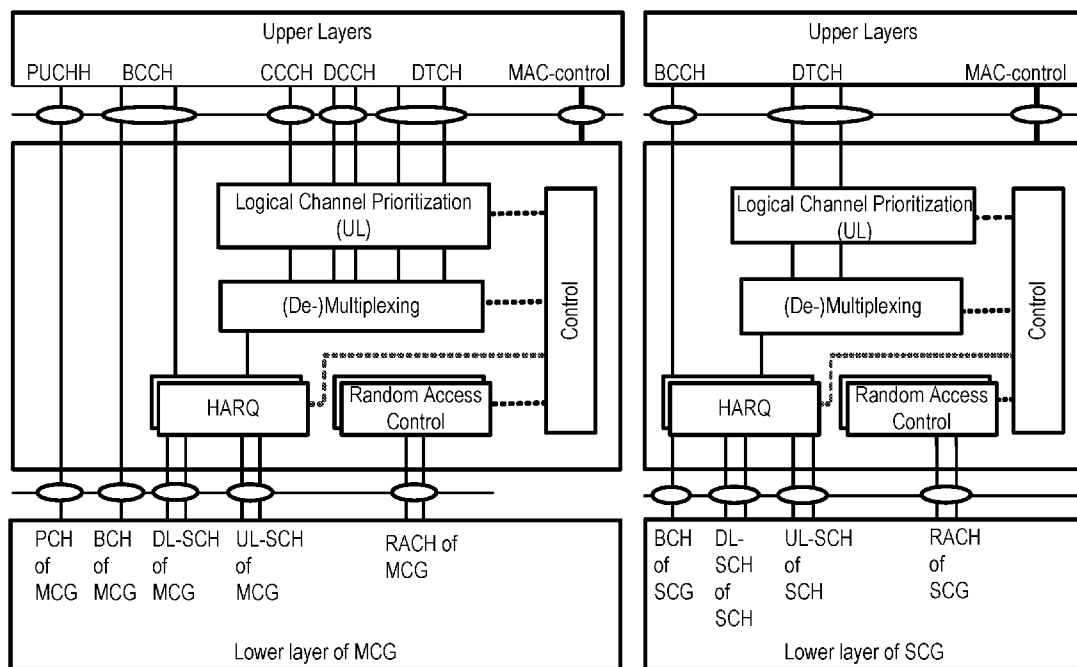 Upper Layers
PUCHH BCCH CCCH DCCH DTCH MAC-control
Logical Channel Prioritization
(UL)
(De-)Multiplexing
Control
HARQ
Random Access
Control
PCH
of
MCG
BCH
of
MCG
DL-SCH
of
MCG
UL-SCH
of
MCG
RACH of
MCG
Lower layer of MCG
Upper Layers
BCCH DTCH MAC-control
Logical Channel Prioritization
(UL)
(De-)Multiplexing
Control
HARQ
Random Access
Control
BCH
of
SCG
DL-
SCH
of
SCH
UL-SCH
of
SCH
RACH
of
SCG
Lower layer of SCG